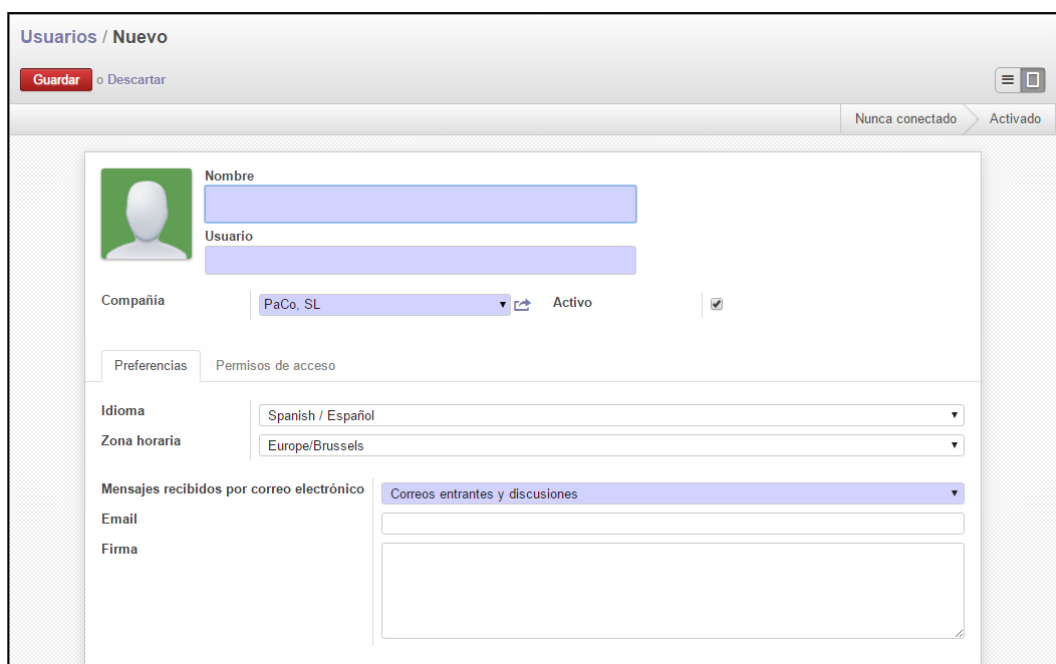 Usuarios / Nuevo
Guardar o Descartar
Nunca conectado Activado
Nombre
Usuario
Compañía PaCo, SL Activo
Preferencias Permisos de acceso
Idioma Spanish / Español
Zona horaria Europe/Brussels
Mensajes recibidos por correo electrónico Correos entrantes y discusiones
Email
Firma